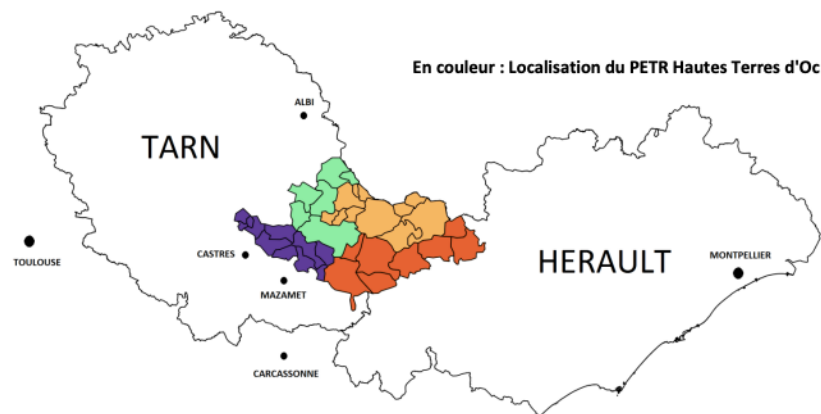 En couleur : Localisation du PETR Hautes Terres d'Oc
ALBI
TARN
TOULOUSE
CASTRES
HERAULT
MONTPELLIER
MAZAMET
CARCASSONNE